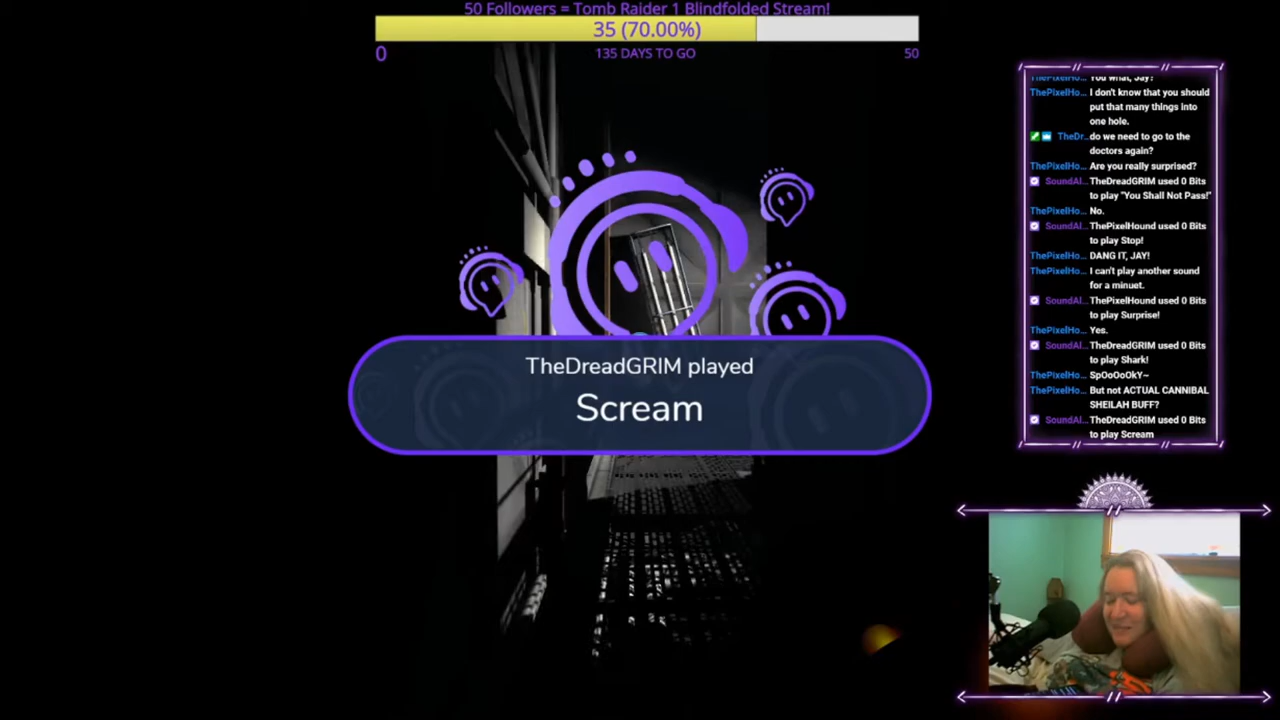 50 Followers = Tomb Raider 1 Blindfolded Stream!
35 (70.00%)
0
135 DAYS TO GO
50
TheDreadGRIM played
Scream
ThePixelHo... You what, Jay?
ThePixelHo... I don't know that you should
put that many things into
one hole.
TheDr... do we need to go to the
doctors again?
ThePixelHo... Are you really surprised?
SoundAl... TheDreadGRIM used 0 Bits
to play "You Shall Not Pass!"
ThePixelHo... No.
SoundAl... ThePixelHound used 0 Bits
to play Stop!
ThePixelHo... DANG IT, JAY!
ThePixelHo... I can't play another sound
for a minuet.
SoundAl... ThePixelHound used 0 Bits
to play Surprise!
ThePixelHo... Yes.
SoundAl... TheDreadGRIM used 0 Bits
to play Shark!
ThePixelHo... SpOoOoOkY~
ThePixelHo... But not ACTUAL CANNIBAL
SHEILAH BUFF?
SoundAl... TheDreadGRIM used 0 Bits
to play Scream